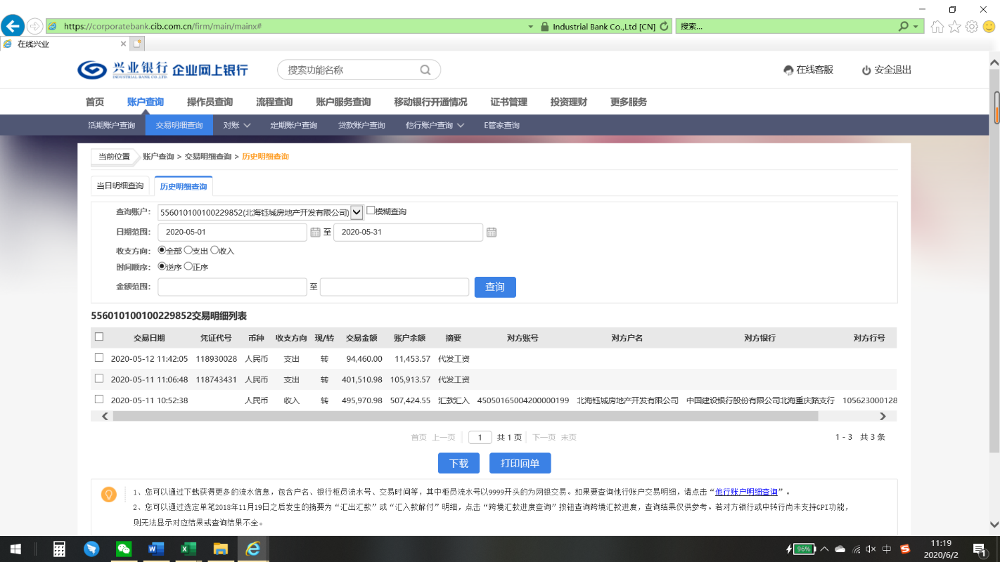 https://corporatebank.cib.com.cn/firm/main/mainx# Industrial Bank Co.,Ltd [CN] 搜索...
在线兴业
兴业银行 企业网上银行 搜索功能名称 在线客服 安全退出
INDUSTRIAL BANK CO.,LTD.
首页 账户查询 操作员查询 流程查询 账户服务查询 移动银行开通情况 证书管理 投资理财 更多服务
活期账户查询 交易明细查询 对账 定期账户查询 贷款账户查询 他行账户查询 E管家查询
当前位置 账户查询 > 交易明细查询 > 历史明细查询
当日明细查询 历史明细查询
查询账户: 556010100100229852(北海钰城房地产开发有限公司) 模糊查询
日期范围: 2020-05-01 至 2020-05-31
收支方向: 全部 支出 收入
时间顺序: 逆序 正序
金额范围: 至 查询
556010100100229852交易明细列表
交易日期 凭证代号 币种 收支方向 现/转 交易金额 账户余额 摘要 对方账号 对方户名 对方银行 对方行号
2020-05-12 11:42:05 118930028 人民币 支出 转 94,460.00 11,453.57 代发工资
2020-05-11 11:06:48 118743431 人民币 支出 转 401,510.98 105,913.57 代发工资
2020-05-11 10:52:38 人民币 收入 转 495,970.98 507,424.55 汇款汇入 45050165004200000199 北海钰城房地产开发有限公司 中国建设银行股份有限公司北海重庆路支行 105623000128
首页 上一页 1 共 1 页 下一页 末页 1 - 3 共 3 条
下载 打印回单
1、您可以通过下载获得更多的流水信息，包含户名、银行柜员流水号、交易时间等，其中柜员流水号以9999开头的为网银交易。如果要查询他行账户交易明细，请点击“他行账户明细查询”。
2、您可以通过选定单笔2018年11月19日之后发生的摘要为“汇出汇款”或“汇入款解付”明细，点击“跨境汇款进度查询”按钮查询跨境汇款进度，查询结果仅供参考。若对方银行或中转行尚未支持GPI功能，
则无法显示对应结果或查询结果不全。
96% 中 11:19
2020/6/2 1